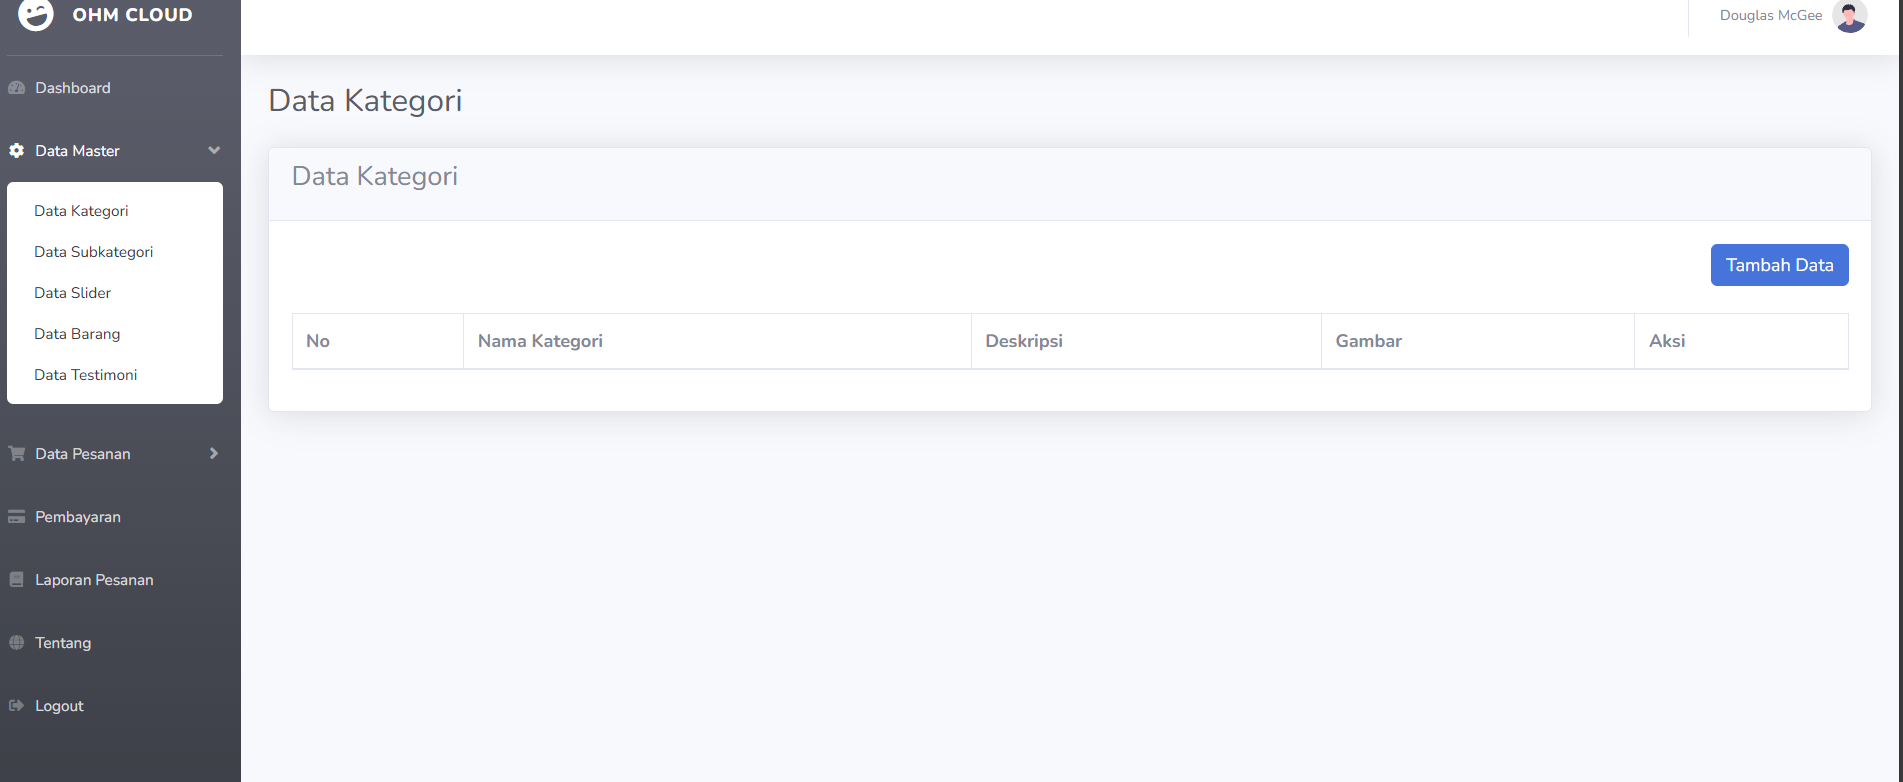 OHM CLOUD
Douglas McGee
Dashboard
Data Master
Data Kategori
Data Subkategori
Data Slider
Data Barang
Data Testimoni
Data Pesanan
Pembayaran
Laporan Pesanan
Tentang
Logout
Data Kategori
Data Kategori
Tambah Data
No Nama Kategori Deskripsi Gambar Aksi